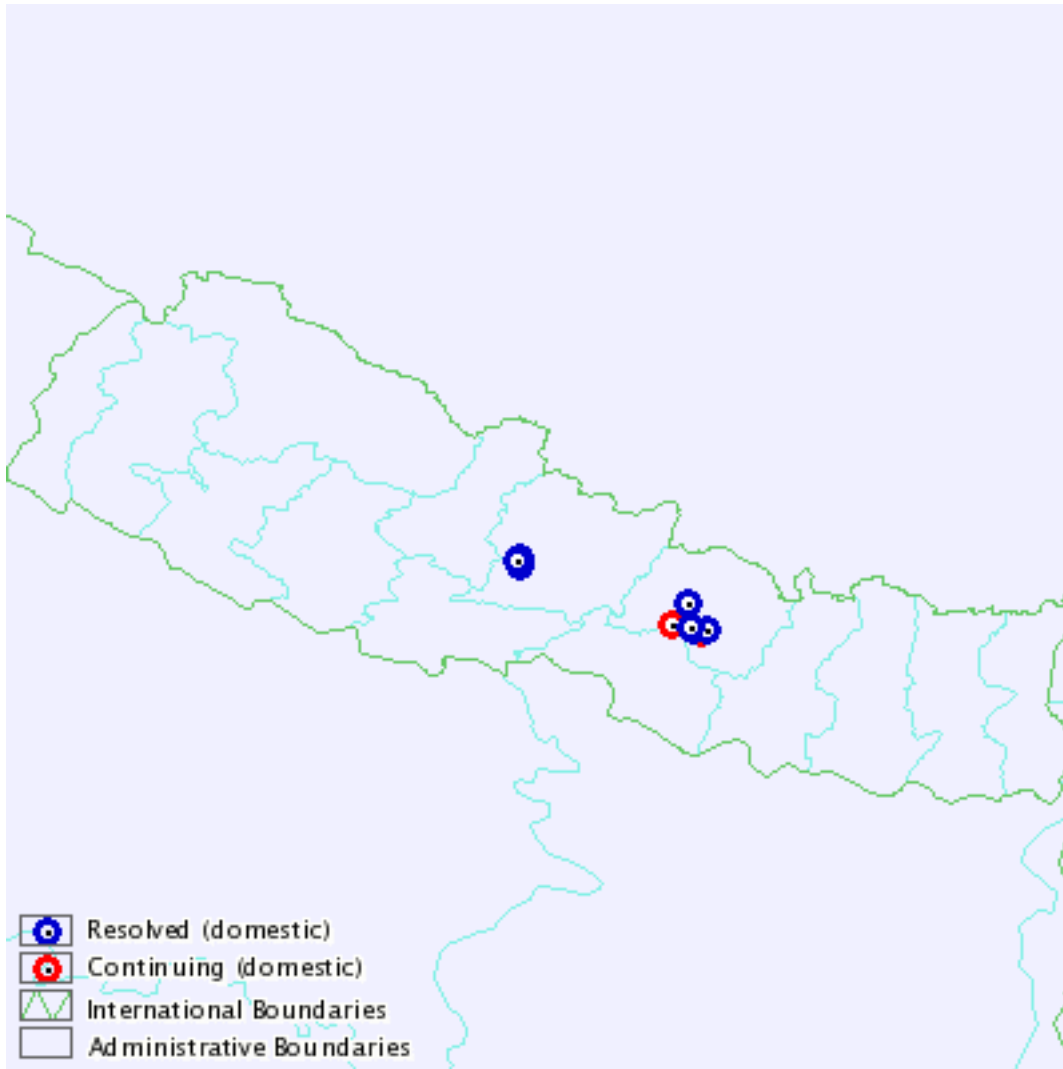 Resolved (domestic)
Continuing (domestic)
International Boundaries
Administrative Boundaries